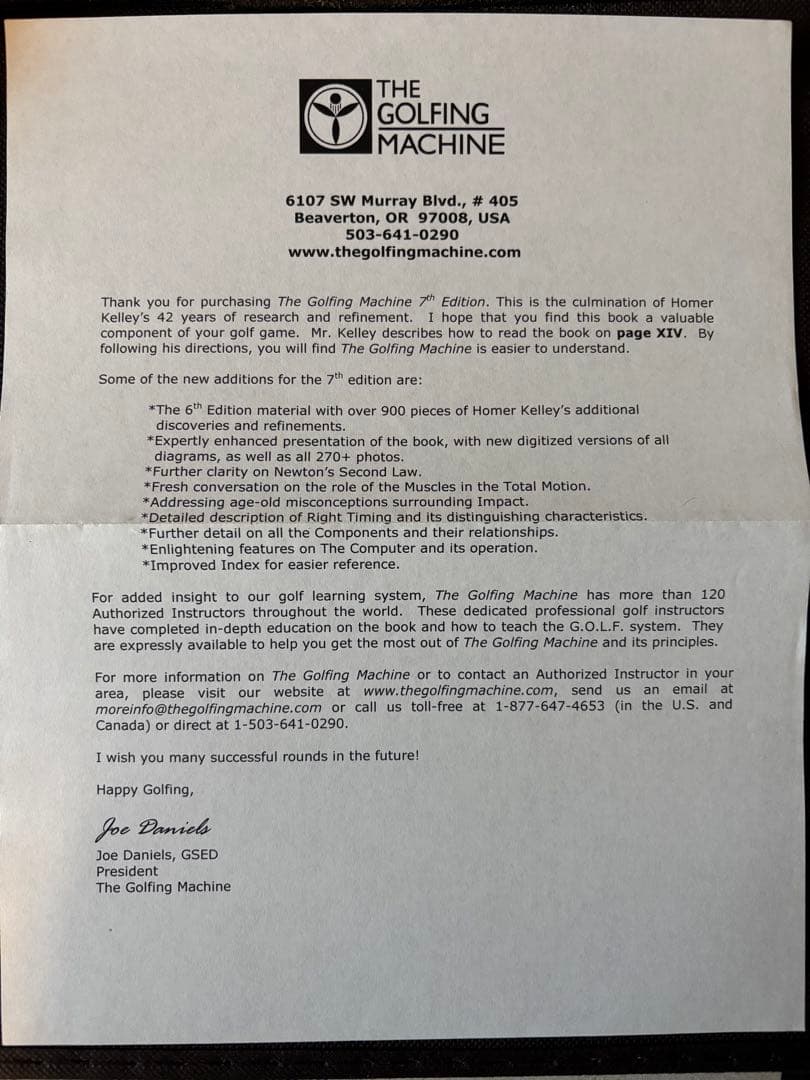 THE
GOLFING
MACHINE
6107 SW Murray Blvd., # 405
Beaverton, OR  97008, USA
503-641-0290
www.thegolfingmachine.com
Thank you for purchasing The Golfing Machine 7th Edition. This is the culmination of Homer
Kelley's 42 years of research and refinement.  I hope that you find this book a valuable
component of your golf game.  Mr. Kelley describes how to read the book on page XIV.  By
following his directions, you will find The Golfing Machine is easier to understand.
Some of the new additions for the 7th edition are:
*The 6th Edition material with over 900 pieces of Homer Kelley's additional
discoveries and refinements.
*Expertly enhanced presentation of the book, with new digitized versions of all
diagrams, as well as all 270+ photos.
*Further clarity on Newton's Second Law.
*Fresh conversation on the role of the Muscles in the Total Motion.
*Addressing age-old misconceptions surrounding Impact.
*Detailed description of Right Timing and its distinguishing characteristics.
*Further detail on all the Components and their relationships.
*Enlightening features on The Computer and its operation.
*Improved Index for easier reference.
For added insight to our golf learning system, The Golfing Machine has more than 120
Authorized Instructors throughout the world.  These dedicated professional golf instructors
have completed in-depth education on the book and how to teach the G.O.L.F. system.  They
are expressly available to help you get the most out of The Golfing Machine and its principles.
For more information on The Golfing Machine or to contact an Authorized Instructor in your
area, please visit our website at www.thegolfingmachine.com, send us an email at
moreinfo@thegolfingmachine.com or call us toll-free at 1-877-647-4653 (in the U.S. and
Canada) or direct at 1-503-641-0290.
I wish you many successful rounds in the future!
Happy Golfing,
Joe Daniels
Joe Daniels, GSED
President
The Golfing Machine